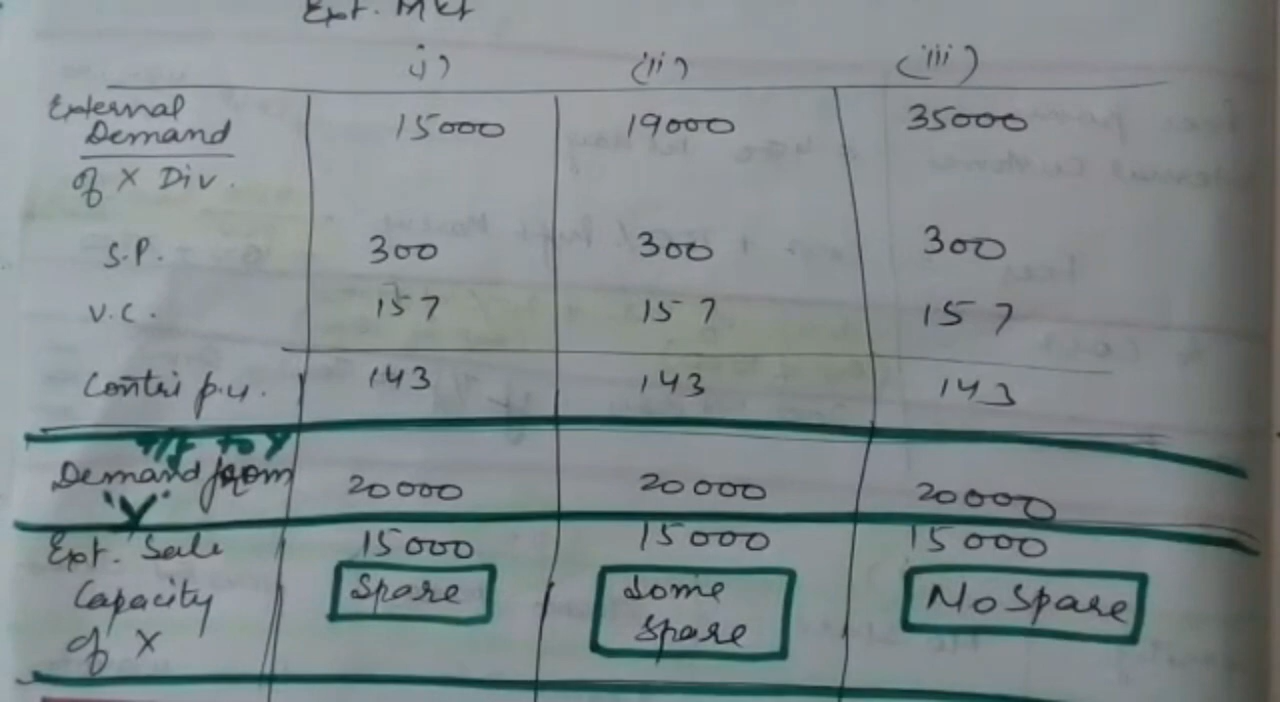 Ext. Mkt
i) (ii) (iii)
External Demand of X Div. 15000 19000 35000
S.P. 300 300 300
V.C. 157 157 157
Contri p.u. 143 143 143
T/f to Y
Demand from 20000 20000 20000
"Y"
Ext. Sale 15000 15000 15000
Capacity Spare Some No Spare
of X Spare